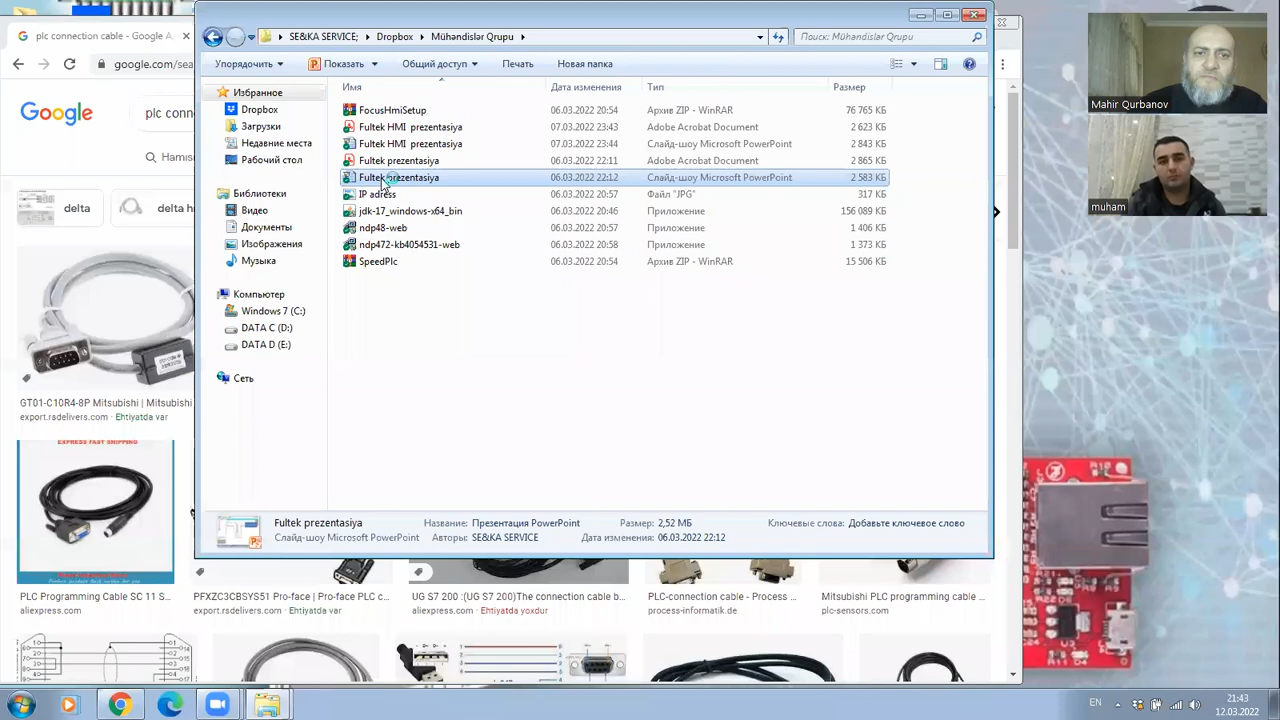 plc connection cable - Google A
google.com/sea
Google
plc conn
Hamıs
delta
delta h
GT01-C10R4-8P Mitsubishi | Mitsubishi
export.rsdelivers.com · Ehtiyatda var
EXPRESS FAST SHIPPING
PLC Programming Cable SC 11 S...
aliexpress.com
SE&KA SERVICE;
Dropbox
Mühəndislər Qrupu
Поиск: Mühəndislər Qrupu
Упорядочить
Показать
Общий доступ
Печать
Новая папка
Избранное
Dropbox
Загрузки
Недавние места
Рабочий стол
Библиотеки
Видео
Документы
Изображения
Музыка
Компьютер
Windows 7 (C:)
DATA C (D:)
DATA D (E:)
Сеть
Имя
Дата изменения
Тип
Размер
FocusHmiSetup 06.03.2022 20:54 Архив ZIP - WinRAR 76 765 КБ
Fultek HMI prezentasiya 07.03.2022 23:43 Adobe Acrobat Document 2 623 КБ
Fultek HMI prezentasiya 07.03.2022 23:44 Слайд-шоу Microsoft PowerPoint 2 843 КБ
Fultek prezentasiya 06.03.2022 22:11 Adobe Acrobat Document 2 865 КБ
Fultek prezentasiya 06.03.2022 22:12 Слайд-шоу Microsoft PowerPoint 2 583 КБ
IP adress 06.03.2022 20:57 Файл "JPG" 317 КБ
jdk-17_windows-x64_bin 06.03.2022 20:46 Приложение 156 089 КБ
ndp48-web 06.03.2022 20:57 Приложение 1 406 КБ
ndp472-kb4054531-web 06.03.2022 20:58 Приложение 1 373 КБ
SpeedPlc 06.03.2022 20:54 Архив ZIP - WinRAR 15 506 КБ
Fultek prezentasiya
Слайд-шоу Microsoft PowerPoint
Название: Презентация PowerPoint
Авторы: SE&KA SERVICE
Размер: 2,52 МБ
Дата изменения: 06.03.2022 22:12
Ключевые слова: Добавьте ключевое слово
PFXZC3CBSYS51 Pro-face | Pro-face PLC c...
export.rsdelivers.com · Ehtiyatda var
UG S7 200 :(UG S7 200)The connection cable b...
aliexpress.com · Ehtiyatda yoxdur
PLC-connection cable - Process ...
process-informatik.de
Mitsubishi PLC programming cable ...
plc-sensors.com
Mahir Qurbanov
muham
R10
R11
EN
21:43
12.03.2022